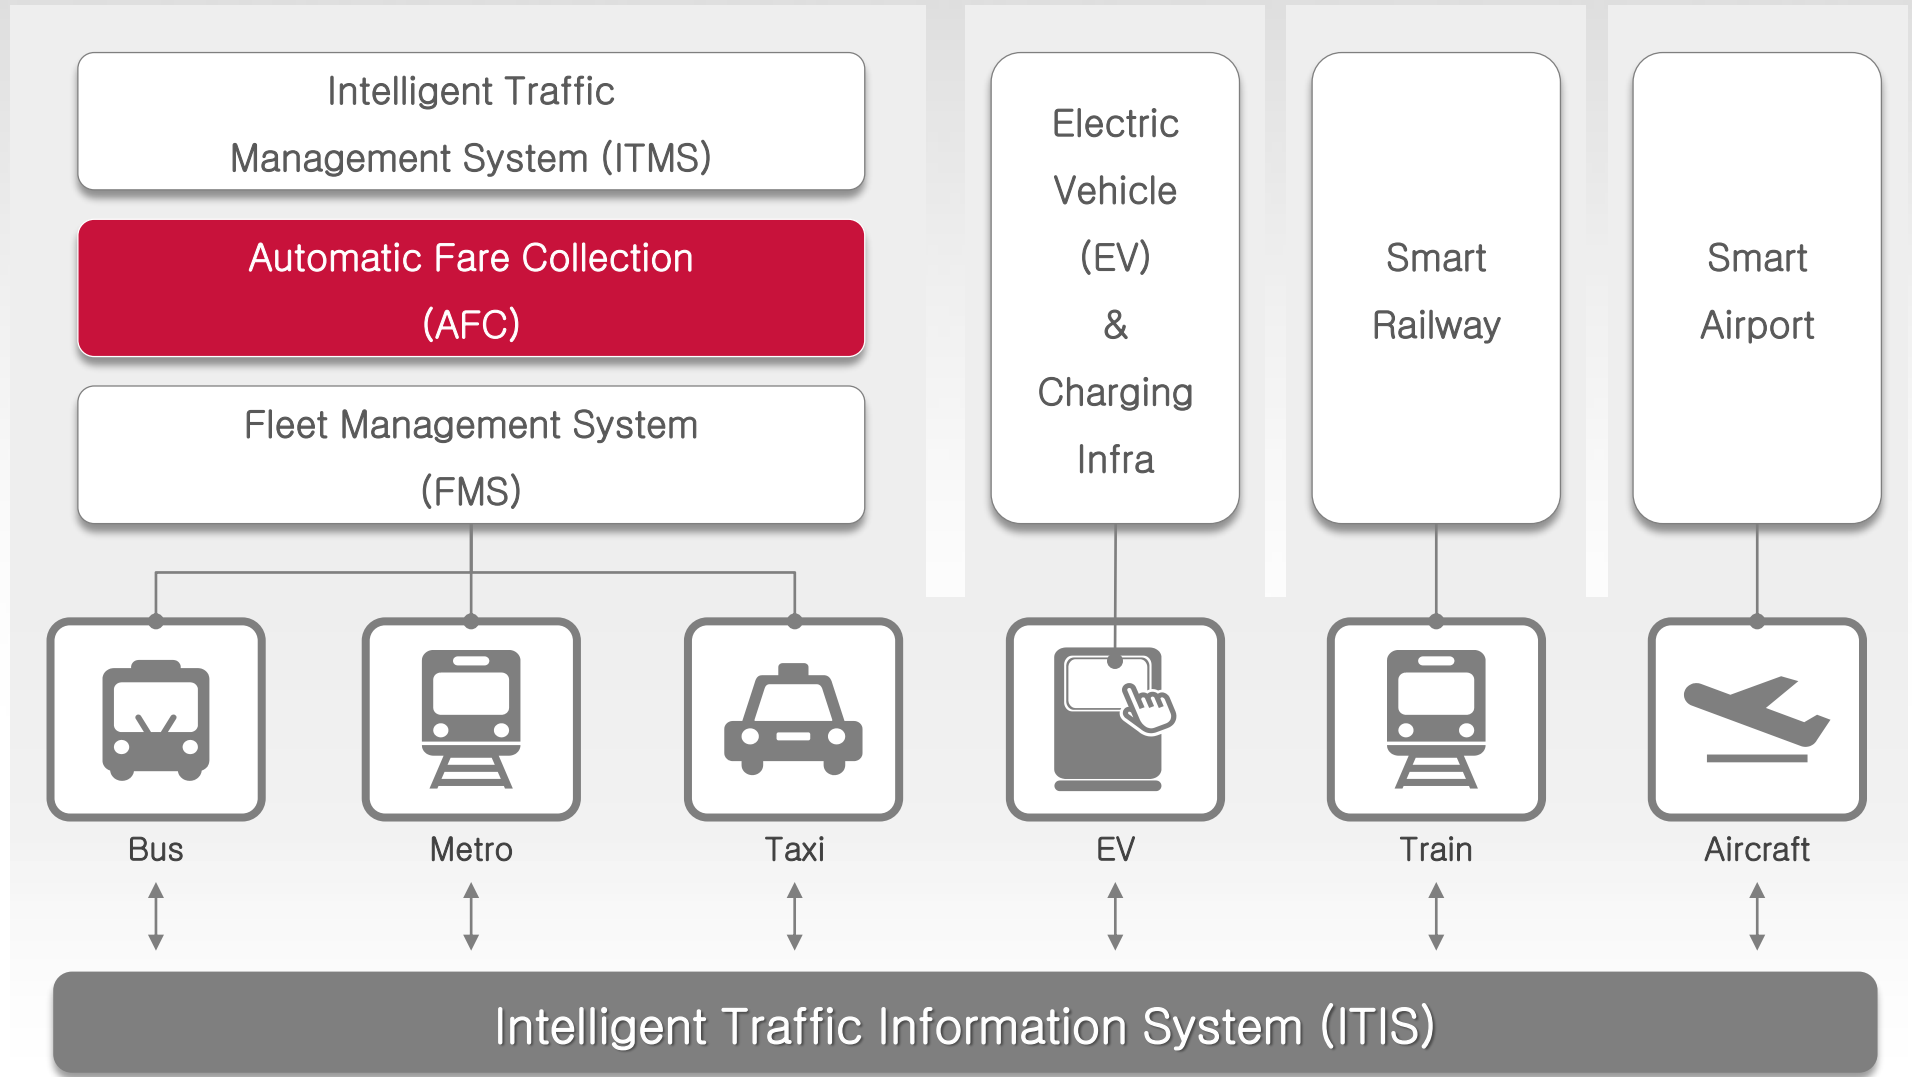 Intelligent Traffic
Management System (ITMS)
Automatic Fare Collection
(AFC)
Fleet Management System
(FMS)
Electric
Vehicle
(EV)
&
Charging
Infra
Smart
Railway
Smart
Airport
Bus
Metro
Taxi
EV
Train
Aircraft
Intelligent Traffic Information System (ITIS)